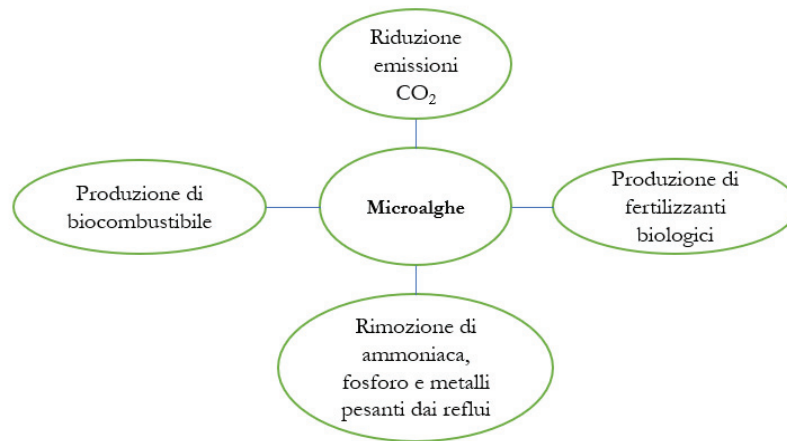 Riduzione
emissioni
CO₂
Produzione di
biocombustibile
Microalghe
Produzione di
fertilizzanti
biologici
Rimozione di
ammoniaca,
fosforo e metalli
pesanti dai reflui